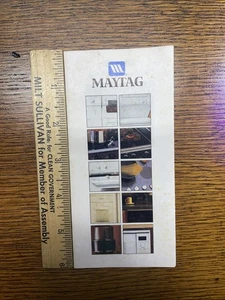 MAYTAG
MILT SULLIVAN for Member of Assembly
A Good Rule: for CLEAN GOVERNMENT